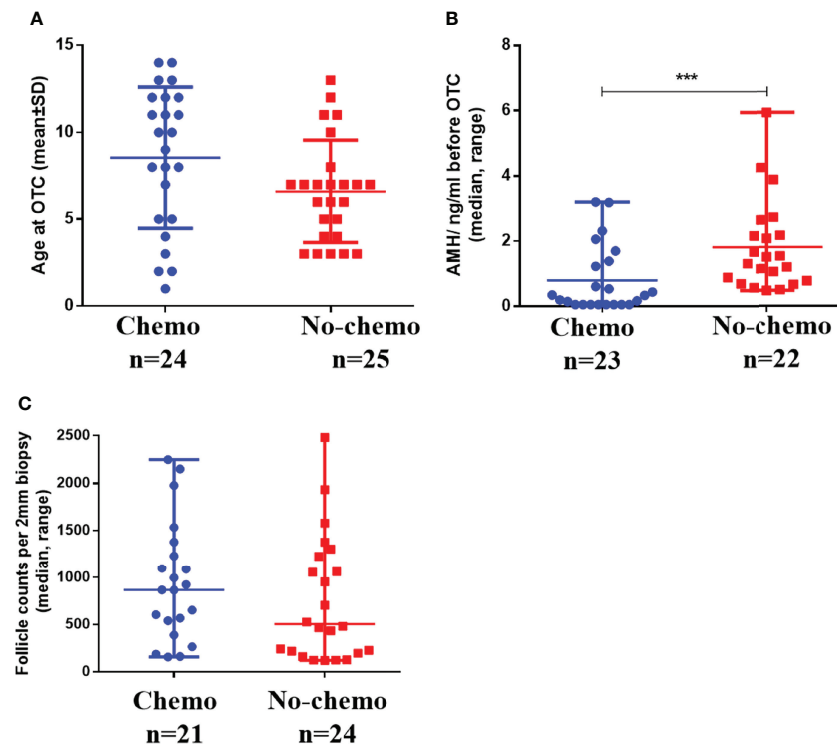 A
Age at OTC (mean±SD)
15
10
5
0
Chemo
n=24
No-chemo
n=25
B
AMH/ ng/ml before OTC
(median, range)
8
6
4
2
0
***
Chemo
n=23
No-chemo
n=22
C
Follicle counts per 2mm biopsy
(median, range)
2500
2000
1500
1000
500
0
Chemo
n=21
No-chemo
n=24